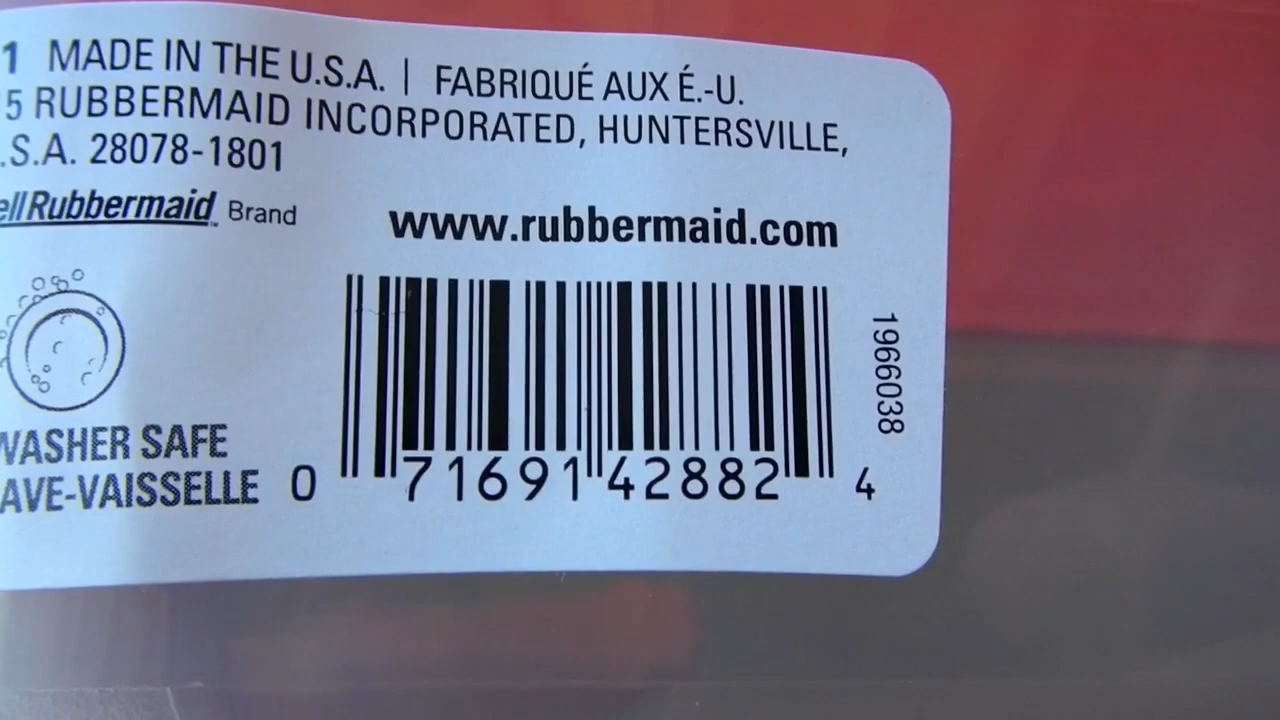 1 MADE IN THE U.S.A. | FABRIQUÉ AUX É.-U.
5 RUBBERMAID INCORPORATED, HUNTERSVILLE,
.S.A. 28078-1801
ell Rubbermaid™ Brand
www.rubbermaid.com
1966038
WASHER SAFE
AVE-VAISSELLE
0 71691 42882 4